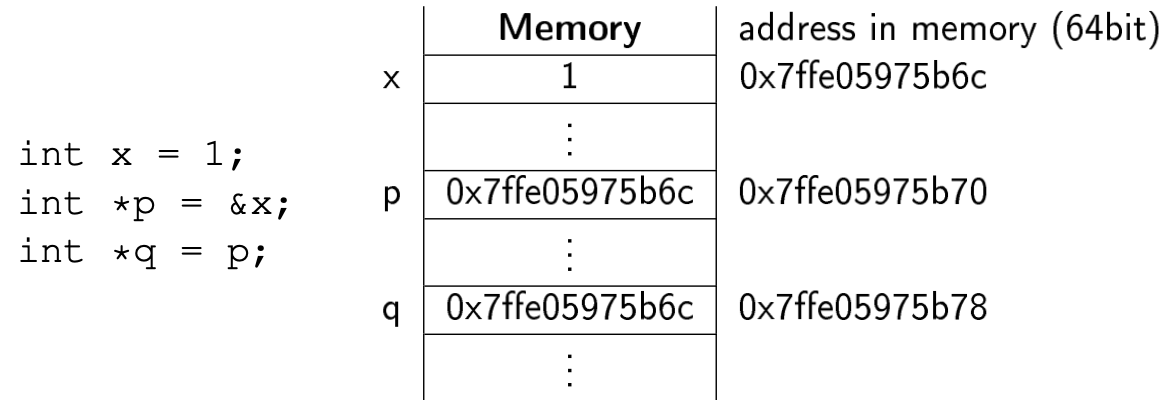 int x = 1;
int *p = &x;
int *q = p;
Memory address in memory (64bit)
x 1 0x7ffe05975b6c
⋮
p 0x7ffe05975b6c 0x7ffe05975b70
⋮
q 0x7ffe05975b6c 0x7ffe05975b78
⋮